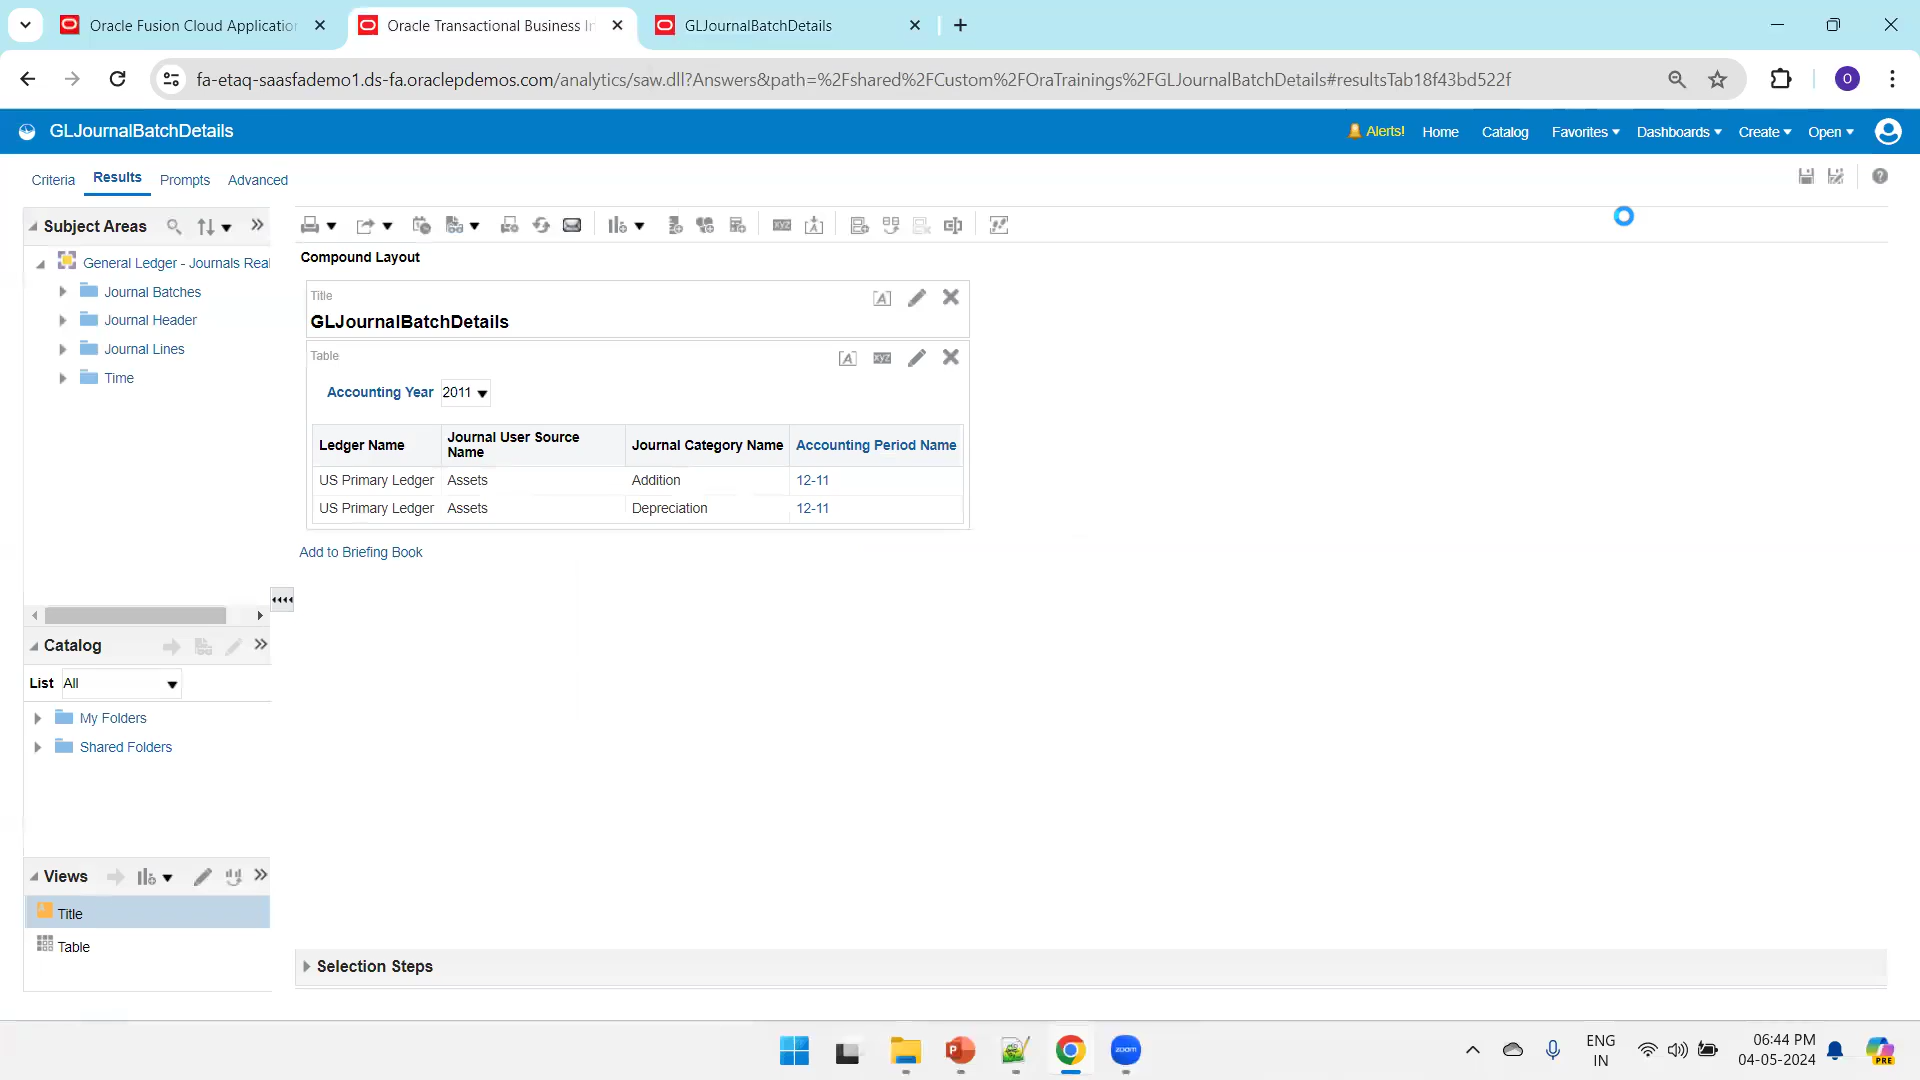 Oracle Fusion Cloud Applicatio
Oracle Transactional Business In
GLJournalBatchDetails
fa-etaq-saasfademo1.ds-fa.oraclepdemos.com/analytics/saw.dll?Answers&path=%2Fshared%2FCustom%2FOraTrainings%2FGLJournalBatchDetails#resultsTab18f43bd522f
O
GLJournalBatchDetails
Alerts! Home Catalog Favorites Dashboards Create Open
Criteria Results Prompts Advanced
Subject Areas
General Ledger - Journals Real
Journal Batches
Journal Header
Journal Lines
Time
Compound Layout
Title
GLJournalBatchDetails
Table
Accounting Year 2011
Ledger Name Journal User Source Name Journal Category Name Accounting Period Name
US Primary Ledger Assets Addition 12-11
US Primary Ledger Assets Depreciation 12-11
Add to Briefing Book
Catalog
List All
My Folders
Shared Folders
Views
Title
Table
Selection Steps
zoom
ENG
IN
06:44 PM
04-05-2024
PRE